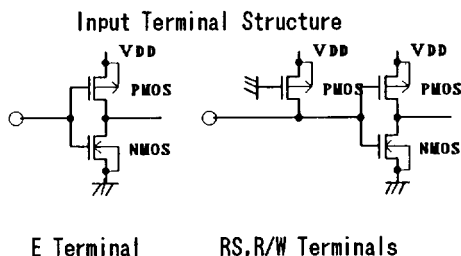 Input Terminal Structure
VDD VDD VDD
PMOS PMOS PMOS
NMOS NMOS
E Terminal RS,R/W Terminals